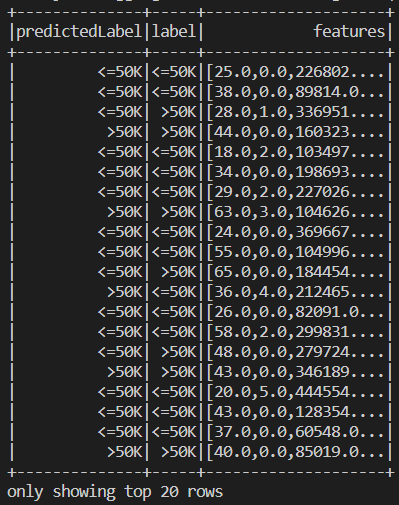 +--------------+-----+--------------------+
|predictedLabel|label|            features|
+--------------+-----+--------------------+
|         <=50K|<=50K|[25.0,0.0,226802....|
|         <=50K|<=50K|[38.0,0.0,89814.0...|
|         <=50K| >50K|[28.0,1.0,336951....|
|          >50K| >50K|[44.0,0.0,160323....|
|         <=50K|<=50K|[18.0,2.0,103497....|
|         <=50K|<=50K|[34.0,0.0,198693....|
|         <=50K|<=50K|[29.0,2.0,227026....|
|          >50K| >50K|[63.0,3.0,104626....|
|         <=50K|<=50K|[24.0,0.0,369667....|
|         <=50K|<=50K|[55.0,0.0,104996....|
|         <=50K| >50K|[65.0,0.0,184454....|
|          >50K|<=50K|[36.0,4.0,212465....|
|         <=50K|<=50K|[26.0,0.0,82091.0...|
|         <=50K|<=50K|[58.0,2.0,299831....|
|         <=50K| >50K|[48.0,0.0,279724....|
|          >50K| >50K|[43.0,0.0,346189....|
|         <=50K|<=50K|[20.0,5.0,444554....|
|         <=50K|<=50K|[43.0,0.0,128354....|
|         <=50K|<=50K|[37.0,0.0,60548.0...|
|          >50K| >50K|[40.0,0.0,85019.0...|
+--------------+-----+--------------------+
only showing top 20 rows